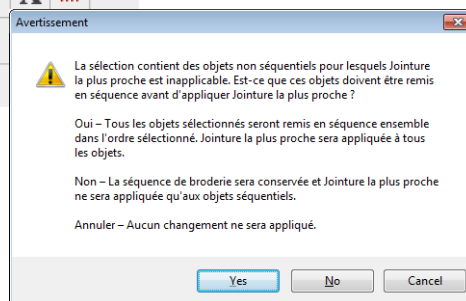 A
Avertissement
La sélection contient des objets non séquentiels pour lesquels Jointure
la plus proche est inapplicable. Est-ce que ces objets doivent être remis
en séquence avant d'appliquer Jointure la plus proche ?
Oui – Tous les objets sélectionnés seront remis en séquence ensemble
dans l'ordre sélectionné. Jointure la plus proche sera appliquée à tous
les objets.
Non – La séquence de broderie sera conservée et Jointure la plus proche
ne sera appliquée qu'aux objets séquentiels.
Annuler – Aucun changement ne sera appliqué.
Yes
No
Cancel